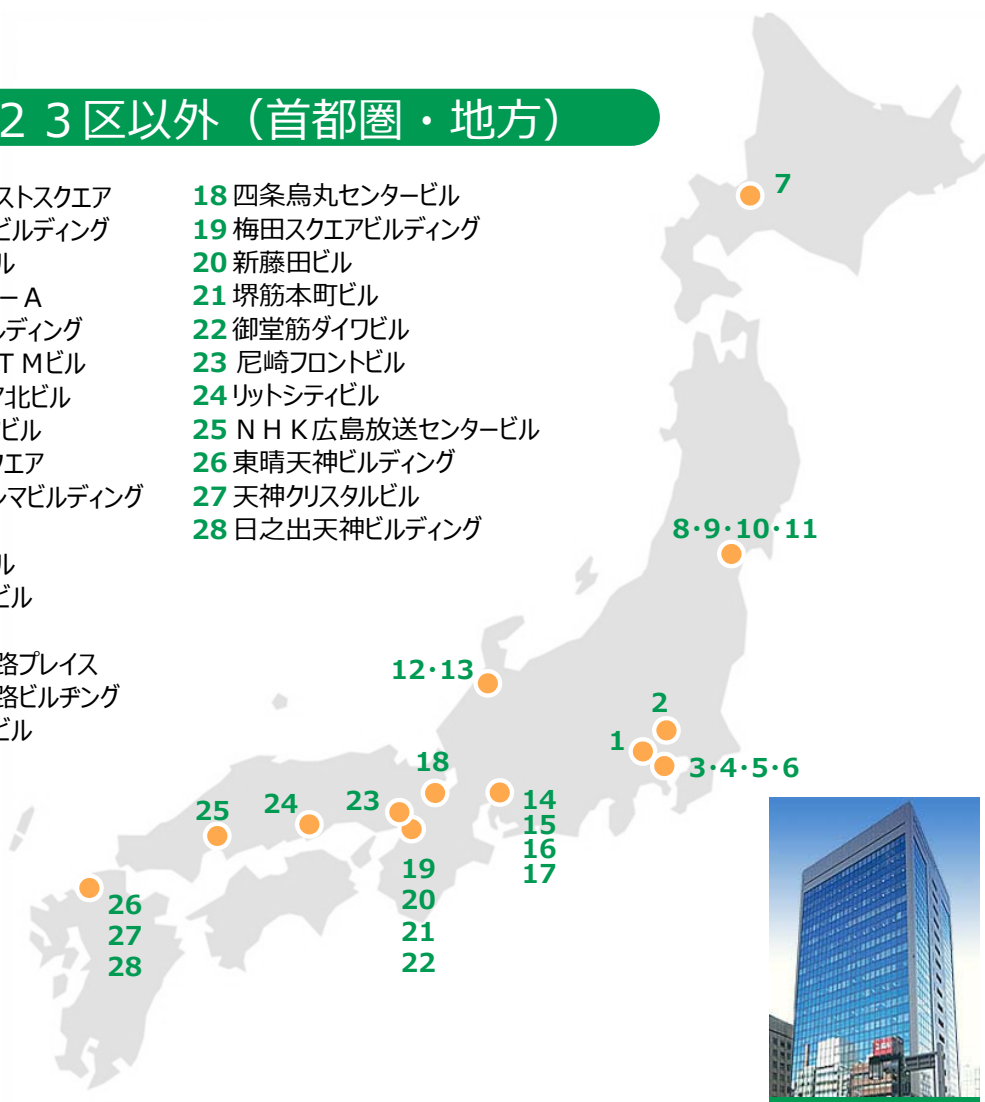 ２３区以外（首都圏・地方）
ストスクエア
ビルディング
ル
－Ａ
ルディング
ＴＭビル
ア北ビル
ビル
クエア
シマビルディング
ル
ビル
路プレイス
路ビルヂング
ビル
18 四条烏丸センタービル
19 梅田スクエアビルディング
20 新藤田ビル
21 堺筋本町ビル
22 御堂筋ダイワビル
23 尼崎フロントビル
24 リットシティビル
25 ＮＨＫ広島放送センタービル
26 東晴天神ビルディング
27 天神クリスタルビル
28 日之出天神ビルディング
7
8・9・10・11
12・13
2
1
3・4・5・6
18
14
15
16
17
23
24
25
19
20
21
22
26
27
28